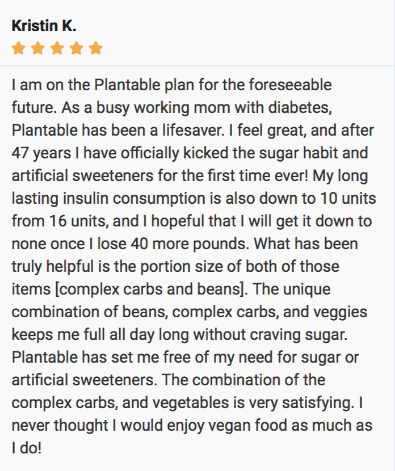 Kristin K.
I am on the Plantable plan for the foreseeable
future. As a busy working mom with diabetes,
Plantable has been a lifesaver. I feel great, and after
47 years I have officially kicked the sugar habit and
artificial sweeteners for the first time ever! My long
lasting insulin consumption is also down to 10 units
from 16 units, and I hopeful that I will get it down to
none once I lose 40 more pounds. What has been
truly helpful is the portion size of both of those
items [complex carbs and beans]. The unique
combination of beans, complex carbs, and veggies
keeps me full all day long without craving sugar.
Plantable has set me free of my need for sugar or
artificial sweeteners. The combination of the
complex carbs, and vegetables is very satisfying. I
never thought I would enjoy vegan food as much as
I do!